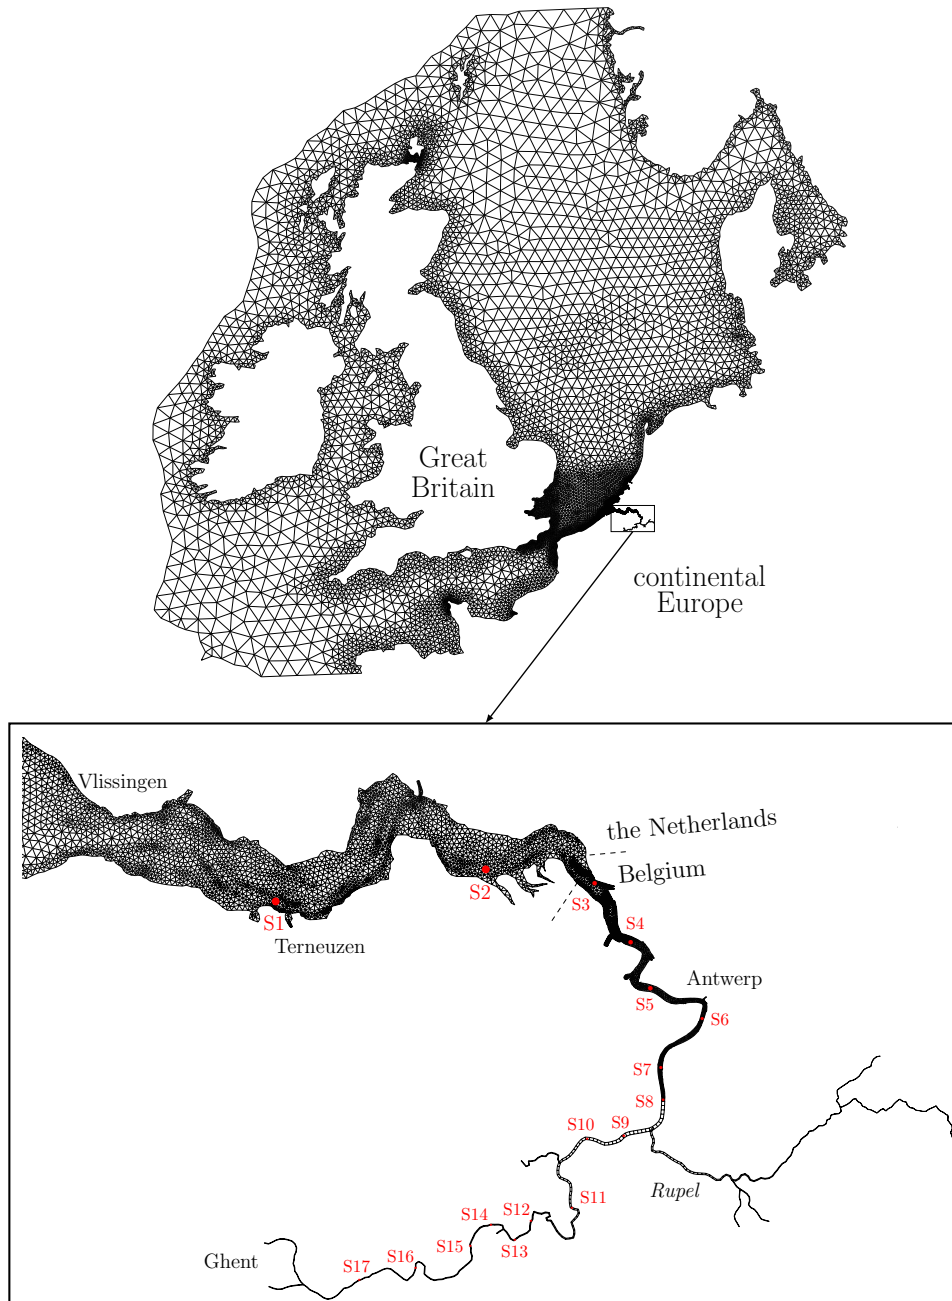 Great
Britain
continental
Europe
Vlissingen
the Netherlands
Belgium
S1
S2
S3
Terneuzen
S4
Antwerp
S5
S6
S7
S8
S9
S10
Rupel
S11
S12
S13
S14
S15
S16
S17
Ghent